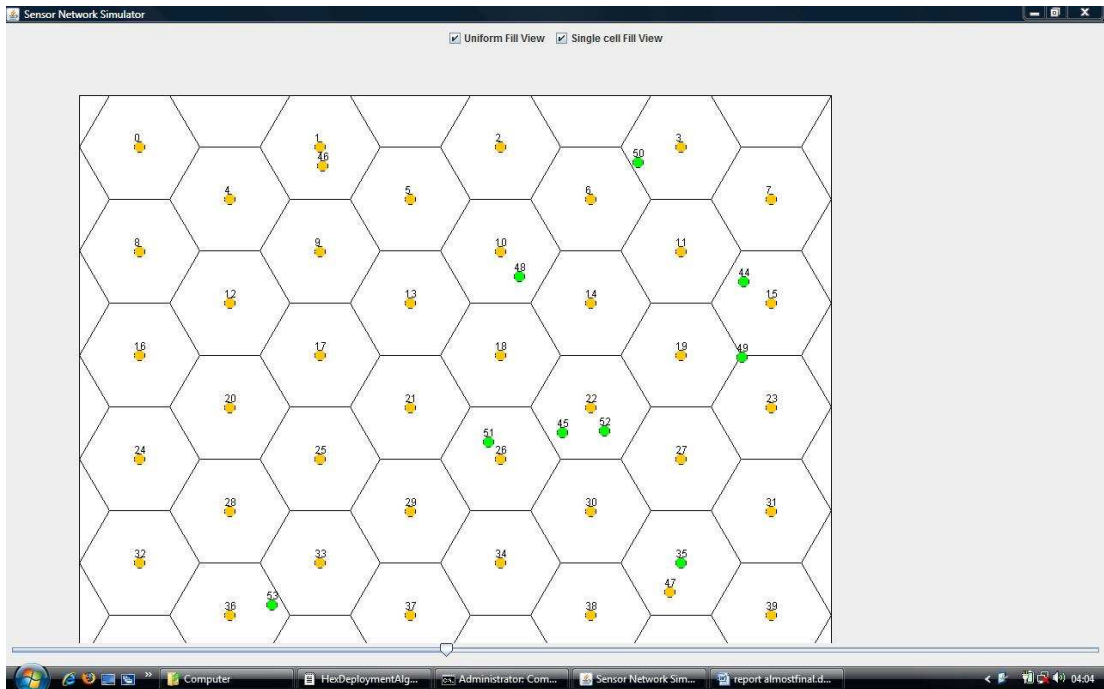 Sensor Network Simulator
Uniform Fill View Single cell Fill View
0 1 2 3
46
50
4 5 6 7
8 9 10 11
48 44
12 13 14 15
16 17 18 19
49
20 21 22 23
45 52
51
24 25 26 27
28 29 30 31
32 33 34 35
47
53
36 37 38 39
Computer HexDeploymentAlg... Administrator: Com... Sensor Network Sim... report almostfinal.d... 04:04